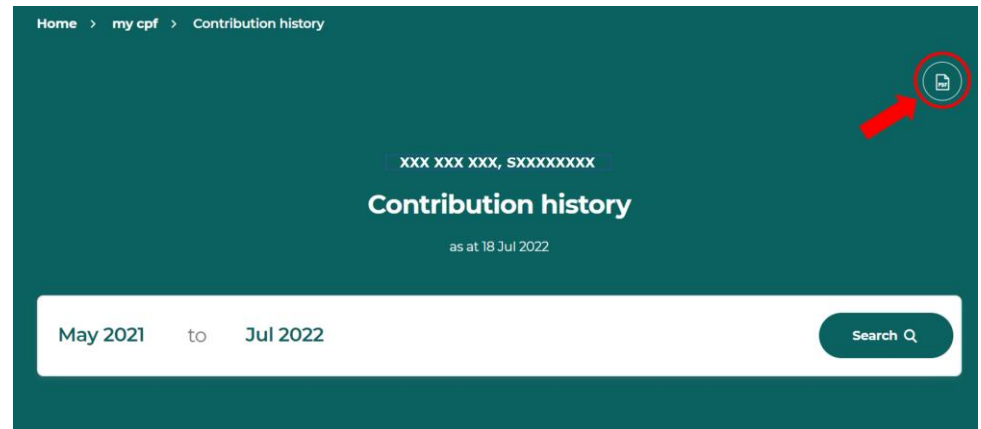 Home > my cpf > Contribution history
PDF
XXX XXX XXX, SXXXXXXXX
Contribution history
as at 18 Jul 2022
May 2021 to Jul 2022 Search